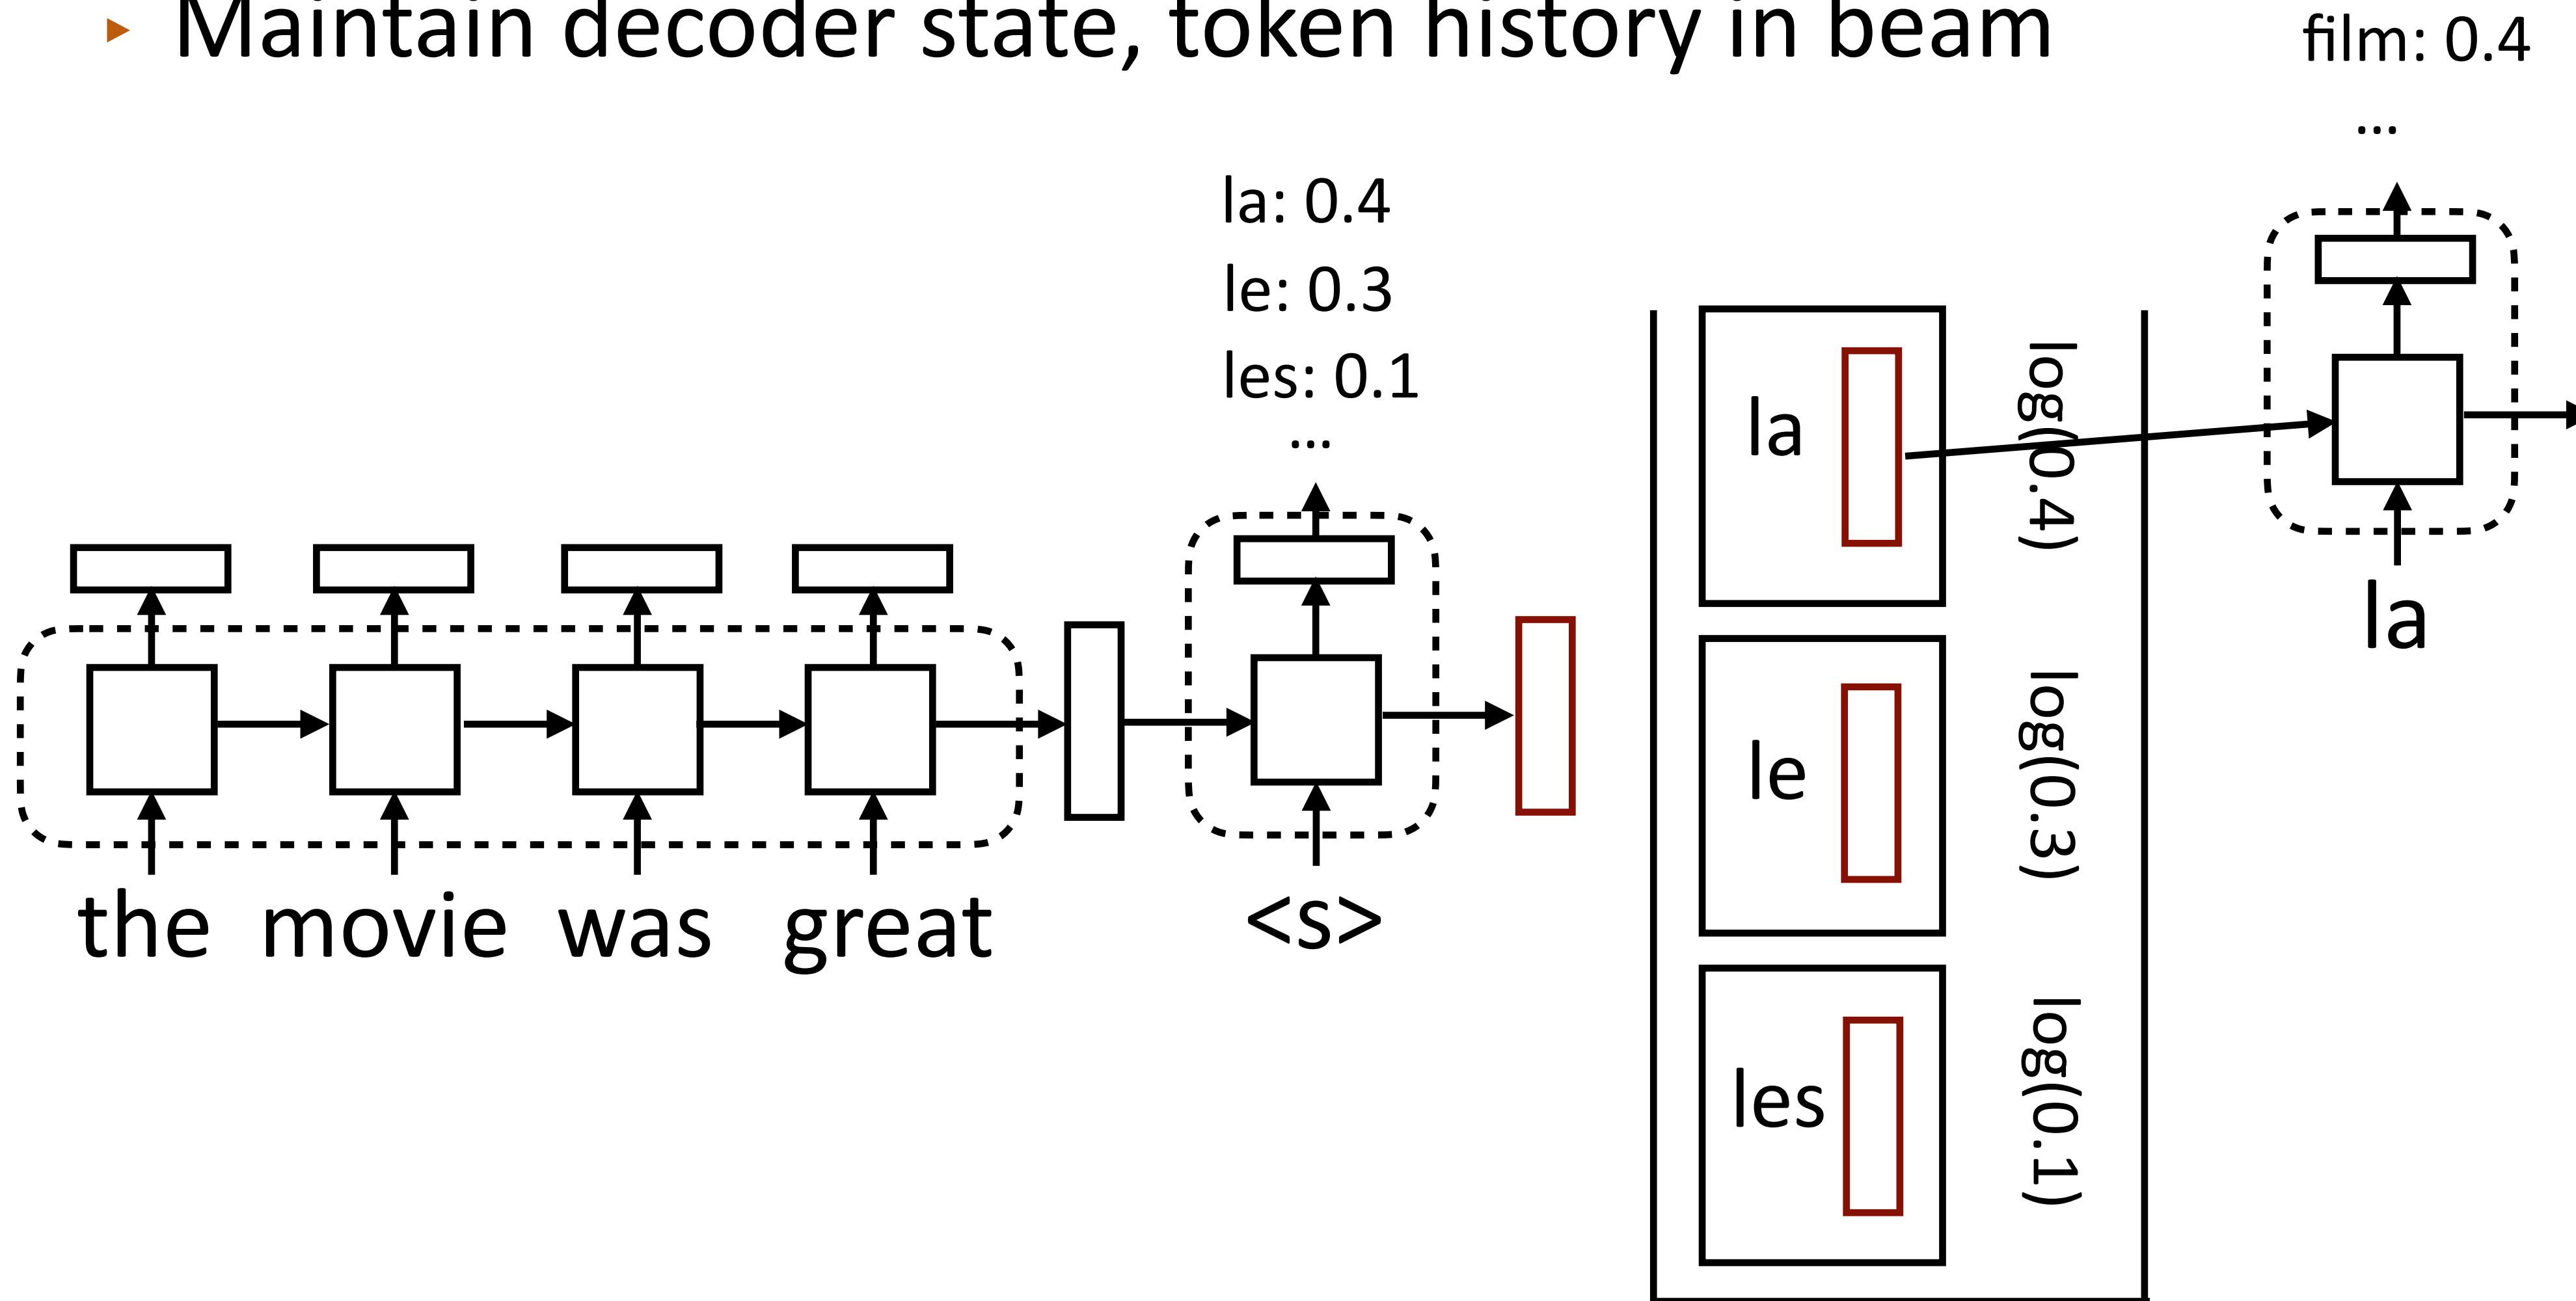 ▸ Maintain decoder state, token history in beam
film: 0.4
...
la: 0.4
le: 0.3
les: 0.1
...
la
log(0.4)
la
le
log(0.3)
les
log(0.1)
the movie was great
<s>